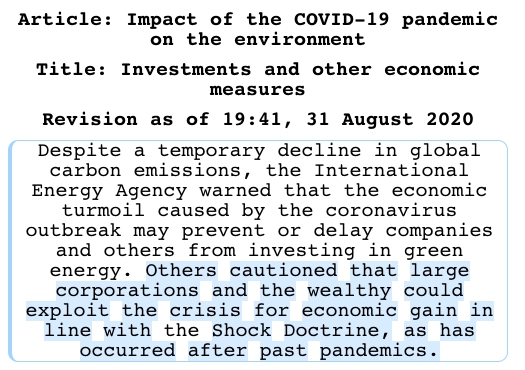 Article: Impact of the COVID-19 pandemic
on the environment
Title: Investments and other economic
measures
Revision as of 19:41, 31 August 2020
Despite a temporary decline in global
carbon emissions, the International
Energy Agency warned that the economic
turmoil caused by the coronavirus
outbreak may prevent or delay companies
and others from investing in green
energy. Others cautioned that large
corporations and the wealthy could
exploit the crisis for economic gain in
line with the Shock Doctrine, as has
occurred after past pandemics.